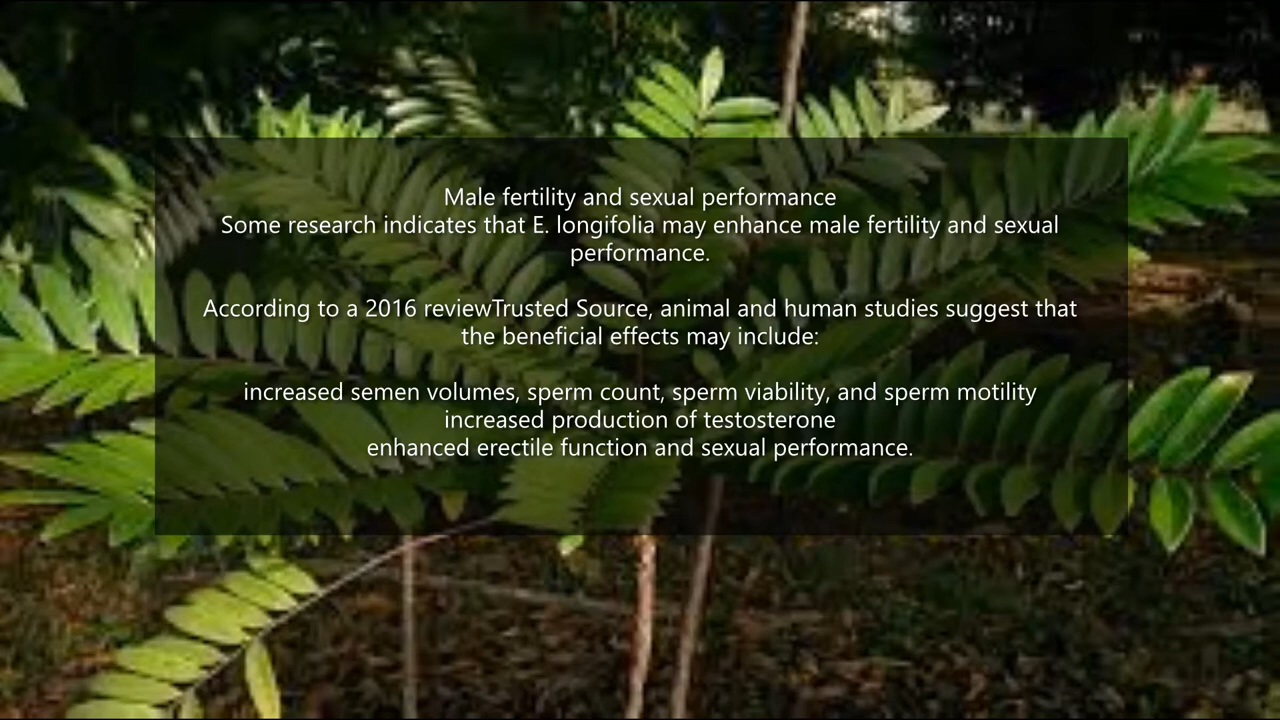 Male fertility and sexual performance
Some research indicates that E. longifolia may enhance male fertility and sexual
performance.
According to a 2016 reviewTrusted Source, animal and human studies suggest that
the beneficial effects may include:
increased semen volumes, sperm count, sperm viability, and sperm motility
increased production of testosterone
enhanced erectile function and sexual performance.